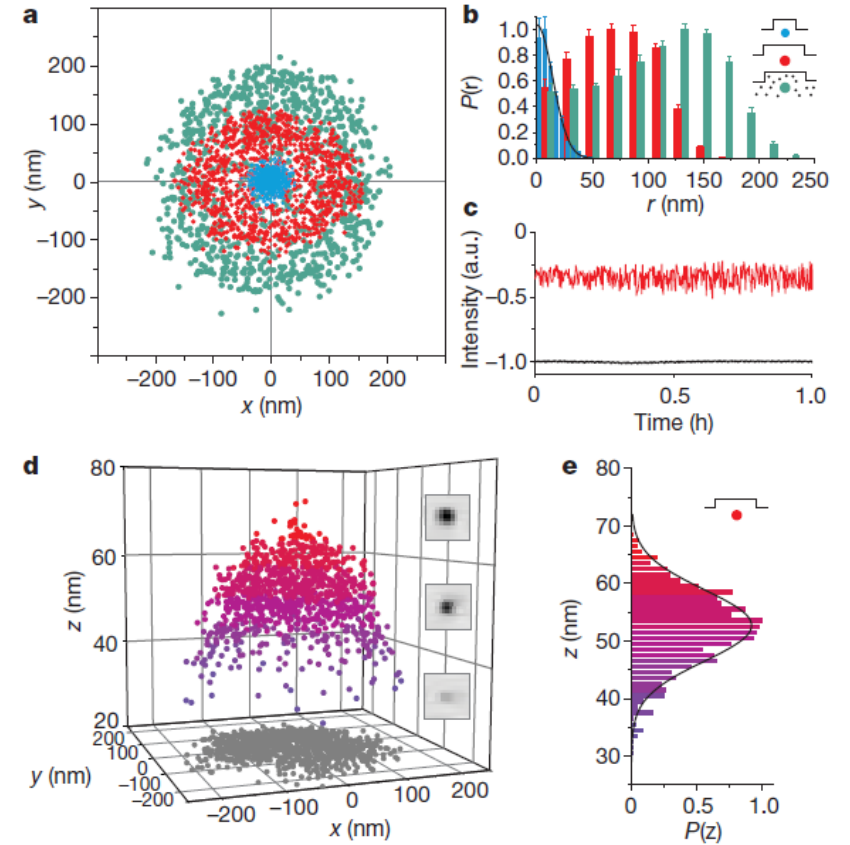 a
y (nm)
200
100
0
−100
−200
−200 −100 0 100 200
x (nm)
b
P(r)
1.0
0.8
0.6
0.4
0.2
0.0
0 50 100 150 200 250
r (nm)
c
Intensity (a.u.)
0
−0.5
−1.0
0 0.5 1.0
Time (h)
d
z (nm)
80
60
40
20
200
100
0
−100
−200
y (nm)
−200 −100 0 100 200
x (nm)
e
z (nm)
80
70
60
50
40
30
0 0.5 1.0
P(z)